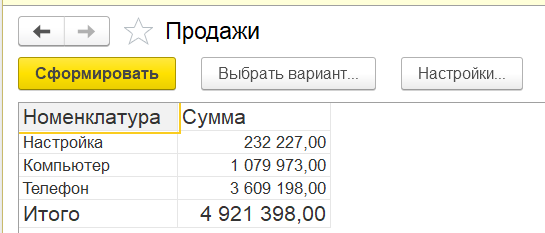 Продажи
Сформировать Выбрать вариант... Настройки...
Номенклатура Сумма
Настройка 232 227,00
Компьютер 1 079 973,00
Телефон 3 609 198,00
Итого 4 921 398,00